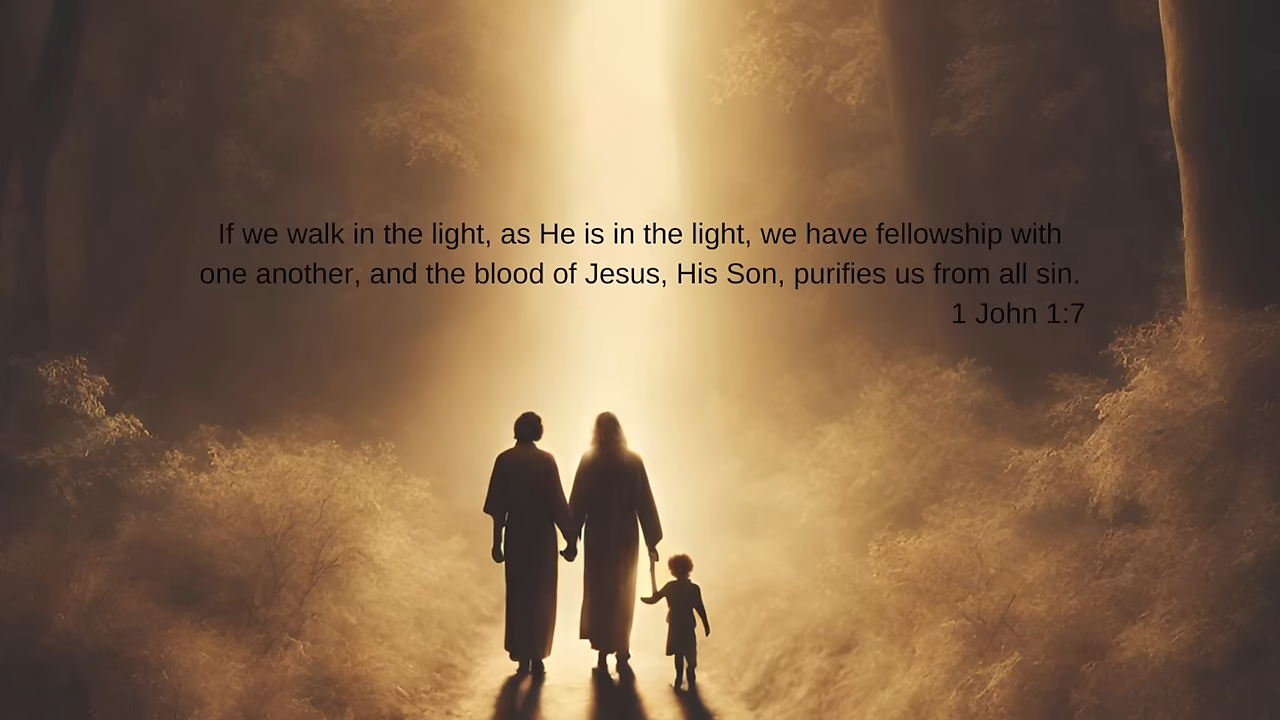 If we walk in the light, as He is in the light, we have fellowship with
one another, and the blood of Jesus, His Son, purifies us from all sin.
1 John 1:7